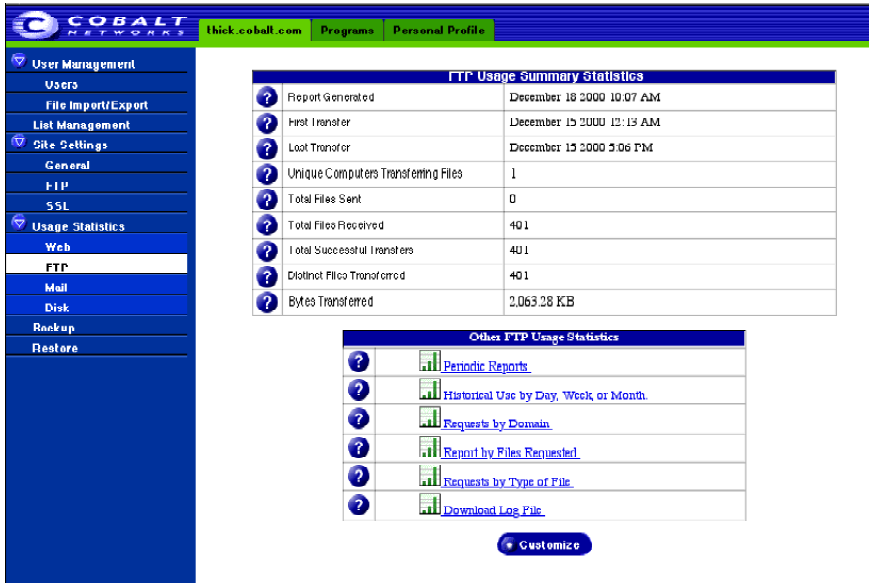 COBALT
NETWORKS
thick.cobalt.com Programs Personal Profile
User Management
Users
File Import/Export
List Management
Site Settings
General
FTP
SSL
Usage Statistics
Web
FTP
Mail
Disk
Backup
Restore
FTP Usage Summary Statistics
? Report Generated December 18 2000 10:07 AM
? First Transfer December 15 2000 12:13 AM
? Last Transfer December 15 2000 5:06 PM
? Unique Computers Transferring Files 1
? Total Files Sent 0
? Total Files Received 401
? Total Successful Transfers 401
? Distinct Files Transferred 401
? Bytes Transferred 2,063.28 KB
Other FTP Usage Statistics
? Periodic Reports
? Historical Use by Day, Week, or Month.
? Requests by Domain
? Report by Files Requested
? Requests by Type of File
? Download Log File
Customize